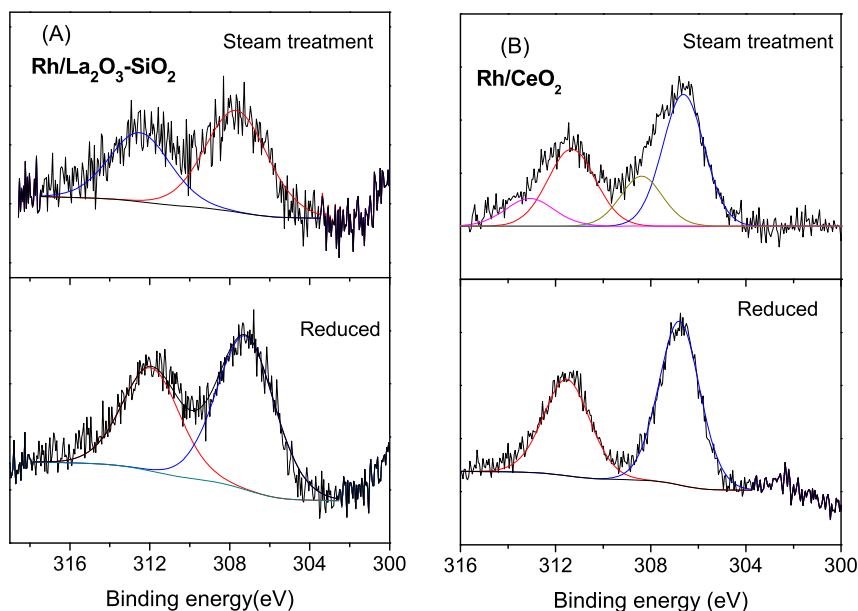 (A)
Steam treatment
Rh/La₂O₃-SiO₂
Reduced
316 312 308 304 300
Binding energy(eV)
(B)
Steam treatment
Rh/CeO₂
Reduced
316 312 308 304 300
Binding energy (eV)